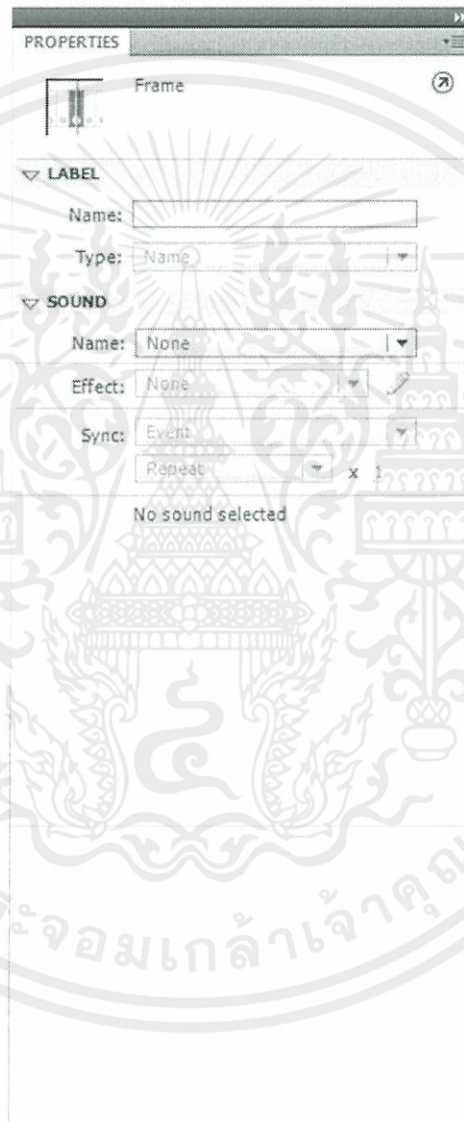 PROPERTIES
Frame
LABEL
Name:
Type: Name
SOUND
Name: None
Effect: None
Sync: Event
Repeat x 1
No sound selected
ะจอมเกล้าเจ้าคุณ